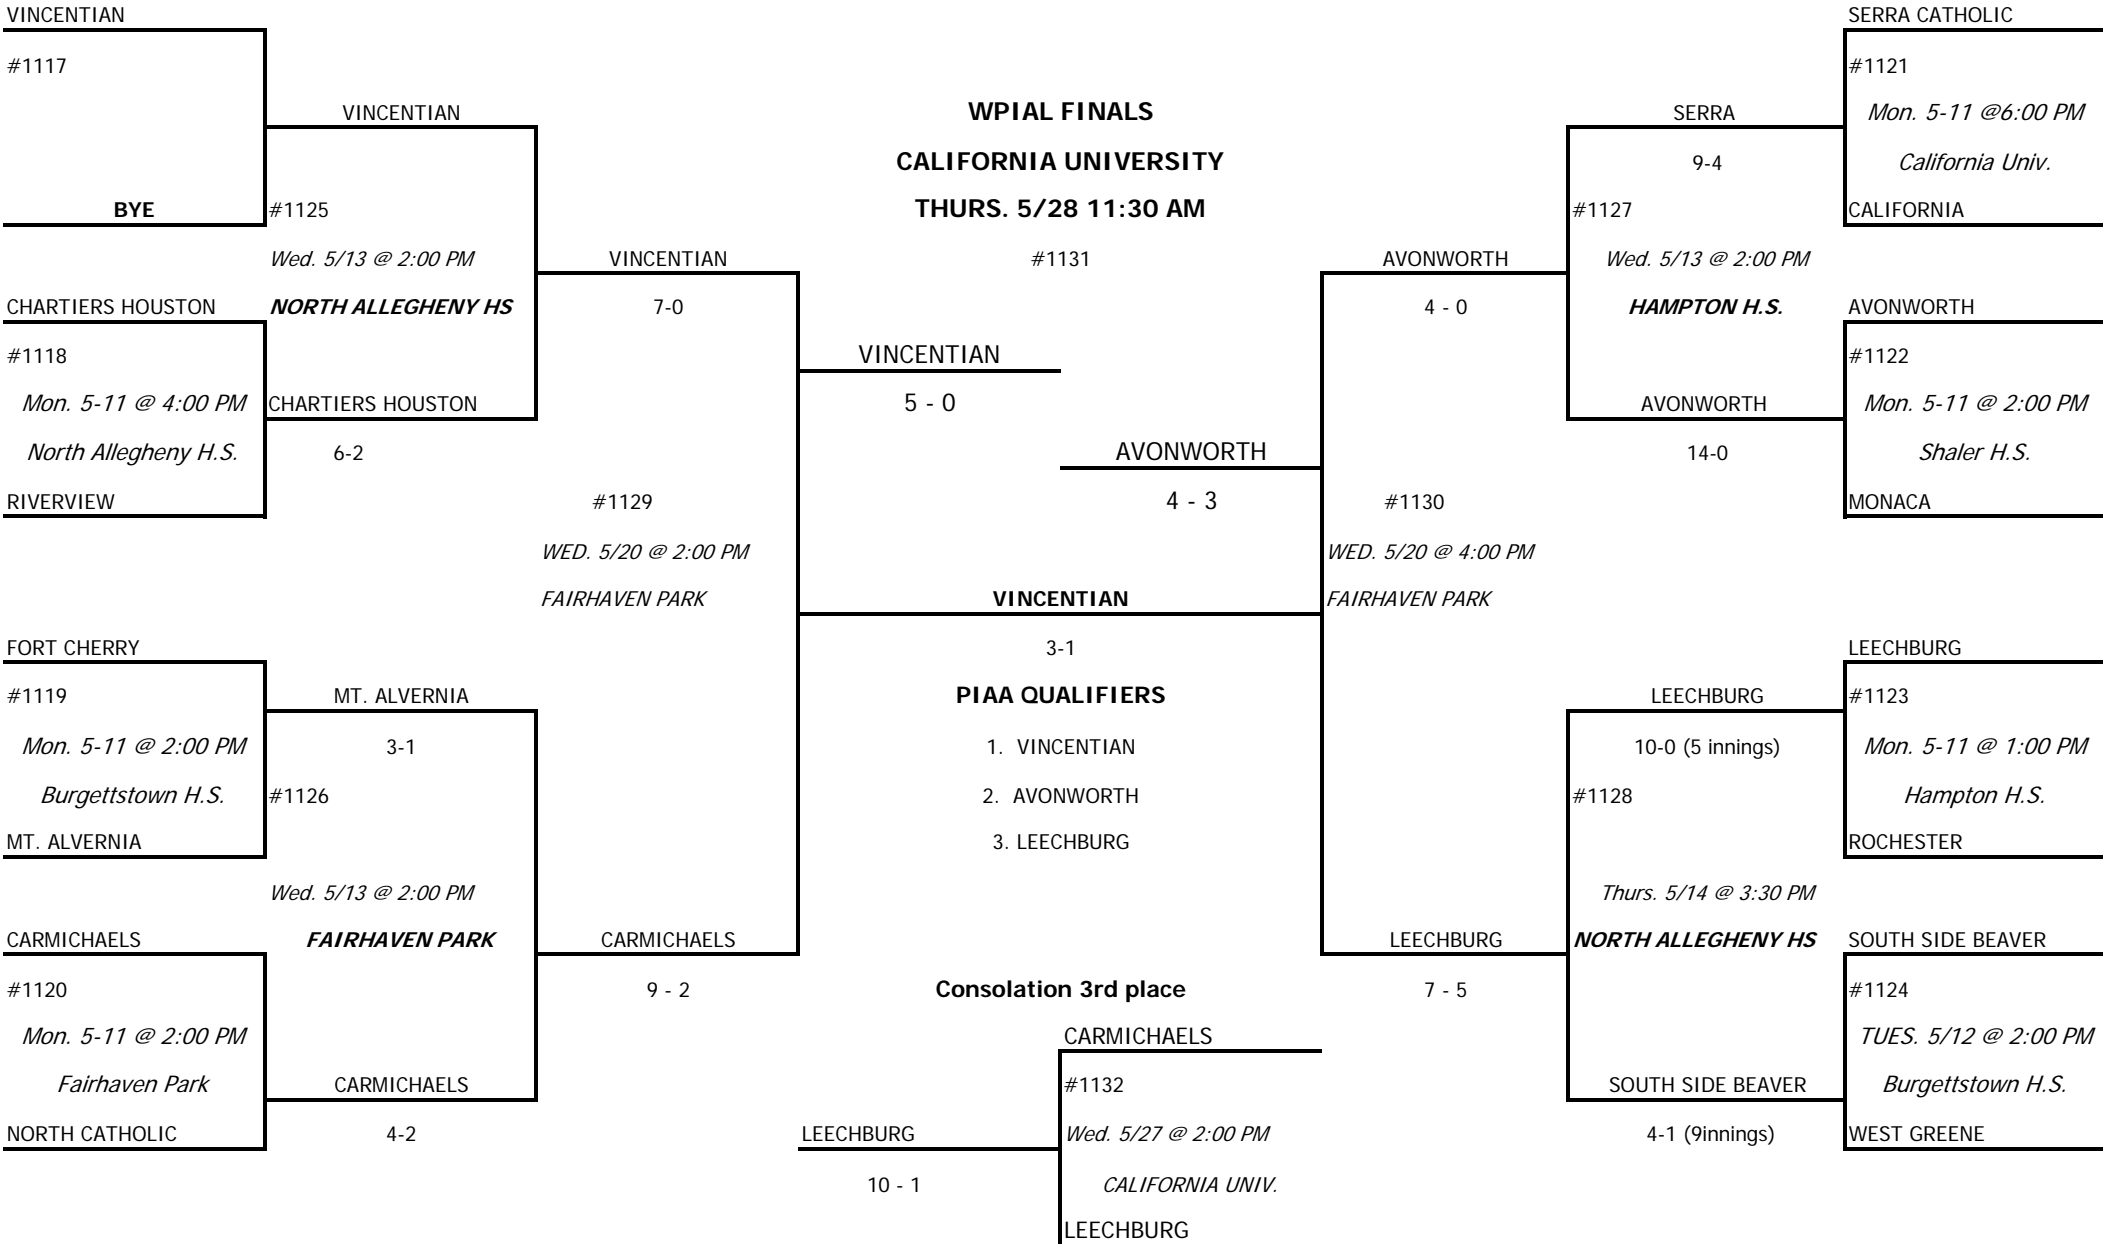 VINCENTIAN
#1117
BYE
CHARTIERS HOUSTON
#1118
Mon. 5-11 @ 4:00 PM
North Allegheny H.S.
RIVERVIEW
FORT CHERRY
#1119
Mon. 5-11 @ 2:00 PM
Burgettstown H.S.
MT. ALVERNIA
CARMICHAELS
#1120
Mon. 5-11 @ 2:00 PM
Fairhaven Park
NORTH CATHOLIC
VINCENTIAN
#1125
Wed. 5/13 @ 2:00 PM
NORTH ALLEGHENY HS
CHARTIERS HOUSTON
6-2
MT. ALVERNIA
3-1
#1126
Wed. 5/13 @ 2:00 PM
FAIRHAVEN PARK
CARMICHAELS
4-2
VINCENTIAN
7-0
#1129
WED. 5/20 @ 2:00 PM
FAIRHAVEN PARK
CARMICHAELS
9 - 2
WPIAL FINALS
CALIFORNIA UNIVERSITY
THURS. 5/28 11:30 AM
#1131
VINCENTIAN
5 - 0
AVONWORTH
4 - 3
VINCENTIAN
3-1
PIAA QUALIFIERS
1. VINCENTIAN
2. AVONWORTH
3. LEECHBURG
Consolation 3rd place
CARMICHAELS
#1132
Wed. 5/27 @ 2:00 PM
CALIFORNIA UNIV.
LEECHBURG
LEECHBURG
10 - 1
AVONWORTH
4 - 0
#1130
WED. 5/20 @ 4:00 PM
FAIRHAVEN PARK
LEECHBURG
7 - 5
SERRA
9-4
#1127
Wed. 5/13 @ 2:00 PM
HAMPTON H.S.
AVONWORTH
14-0
LEECHBURG
10-0 (5 innings)
#1128
Thurs. 5/14 @ 3:30 PM
NORTH ALLEGHENY HS
SOUTH SIDE BEAVER
4-1 (9innings)
SERRA CATHOLIC
#1121
Mon. 5-11 @6:00 PM
California Univ.
CALIFORNIA
AVONWORTH
#1122
Mon. 5-11 @ 2:00 PM
Shaler H.S.
MONACA
LEECHBURG
#1123
Mon. 5-11 @ 1:00 PM
Hampton H.S.
ROCHESTER
SOUTH SIDE BEAVER
#1124
TUES. 5/12 @ 2:00 PM
Burgettstown H.S.
WEST GREENE